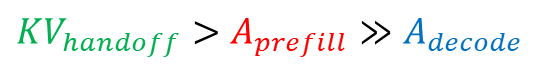 KV_handoff > A_prefill ≫ A_decode